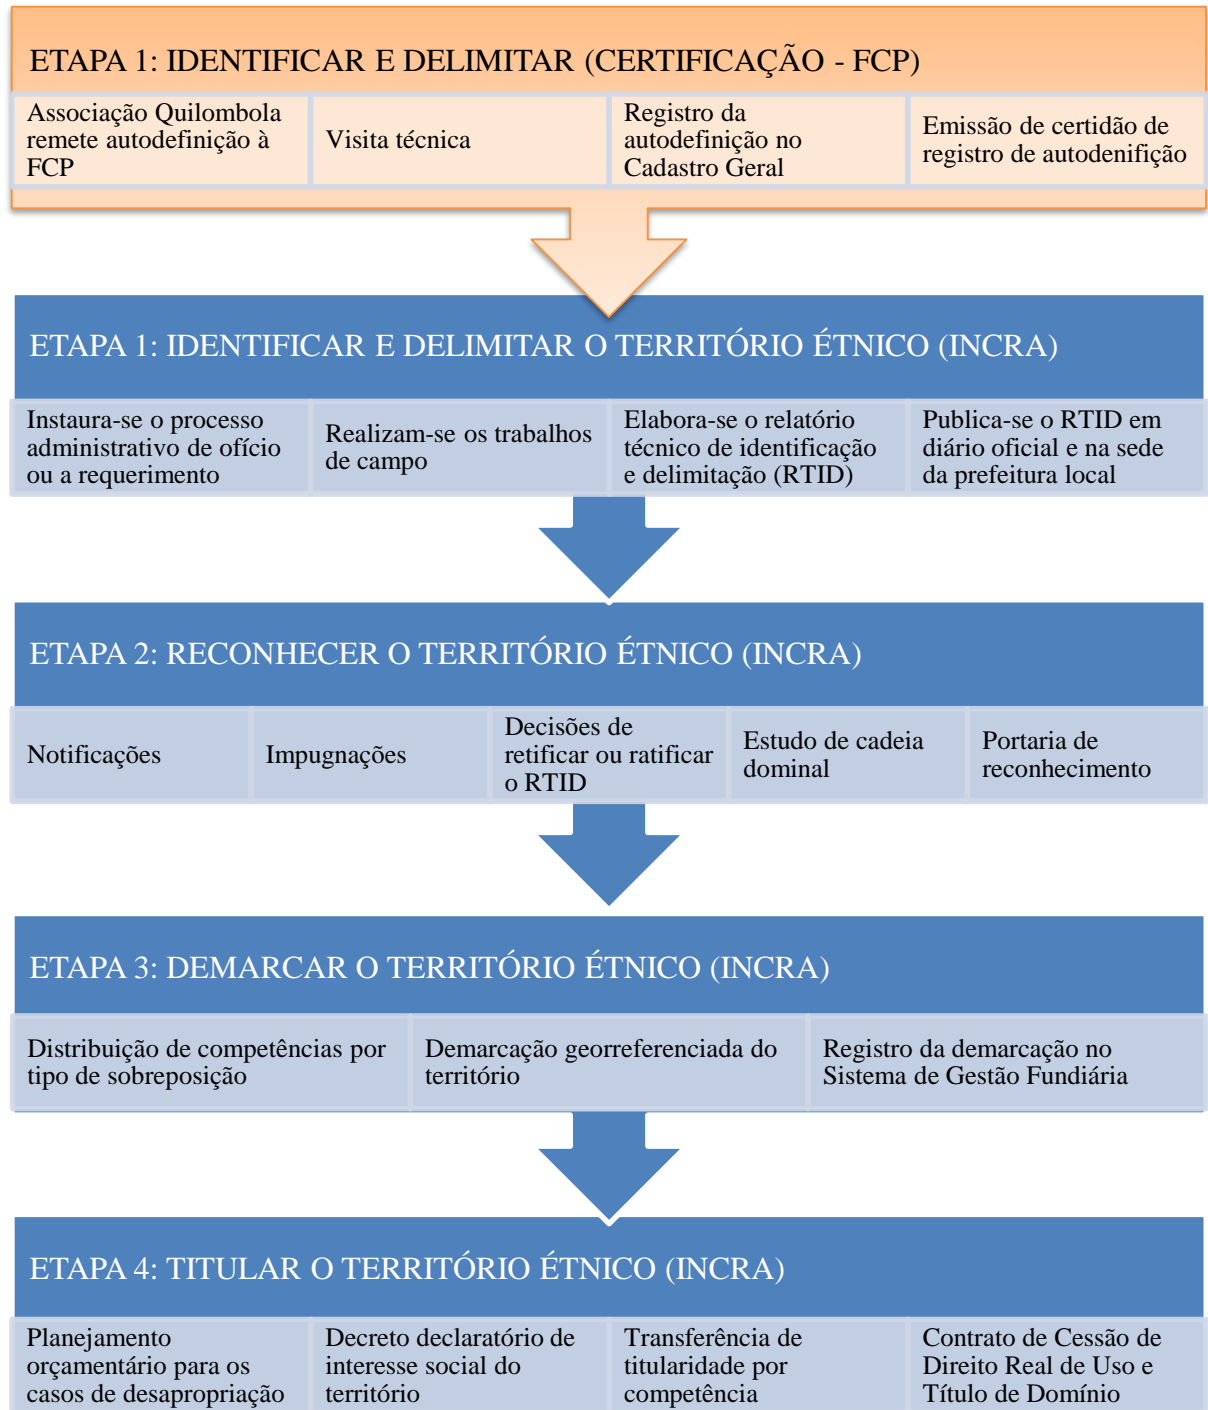 ETAPA 1: IDENTIFICAR E DELIMITAR (CERTIFICAÇÃO - FCP)
Associação Quilombola
remete autodefinição à
FCP
Visita técnica
Registro da
autodefinição no
Cadastro Geral
Emissão de certidão de
registro de autodenifição
ETAPA 1: IDENTIFICAR E DELIMITAR O TERRITÓRIO ÉTNICO (INCRA)
Instaura-se o processo
administrativo de ofício
ou a requerimento
Realizam-se os trabalhos
de campo
Elabora-se o relatório
técnico de identificação
e delimitação (RTID)
Publica-se o RTID em
diário oficial e na sede
da prefeitura local
ETAPA 2: RECONHECER O TERRITÓRIO ÉTNICO (INCRA)
Notificações
Impugnações
Decisões de
retificar ou ratificar
o RTID
Estudo de cadeia
dominal
Portaria de
reconhecimento
ETAPA 3: DEMARCAR O TERRITÓRIO ÉTNICO (INCRA)
Distribuição de competências por
tipo de sobreposição
Demarcação georreferenciada do
território
Registro da demarcação no
Sistema de Gestão Fundiária
ETAPA 4: TITULAR O TERRITÓRIO ÉTNICO (INCRA)
Planejamento
orçamentário para os
casos de desapropriação
Decreto declaratório de
interesse social do
território
Transferência de
titularidade por
competência
Contrato de Cessão de
Direito Real de Uso e
Título de Domínio